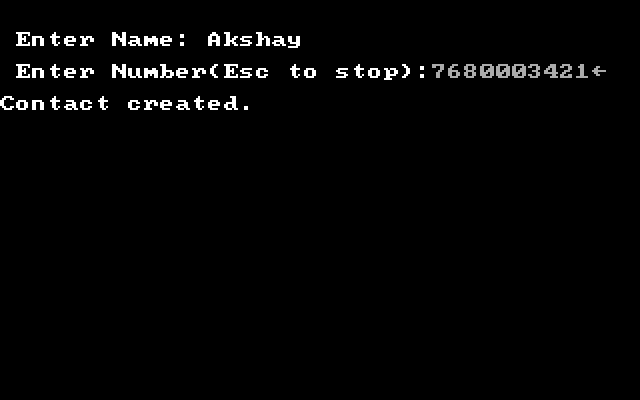 Enter Name: Akshay
Enter Number(Esc to stop):7680003421←
Contact created.